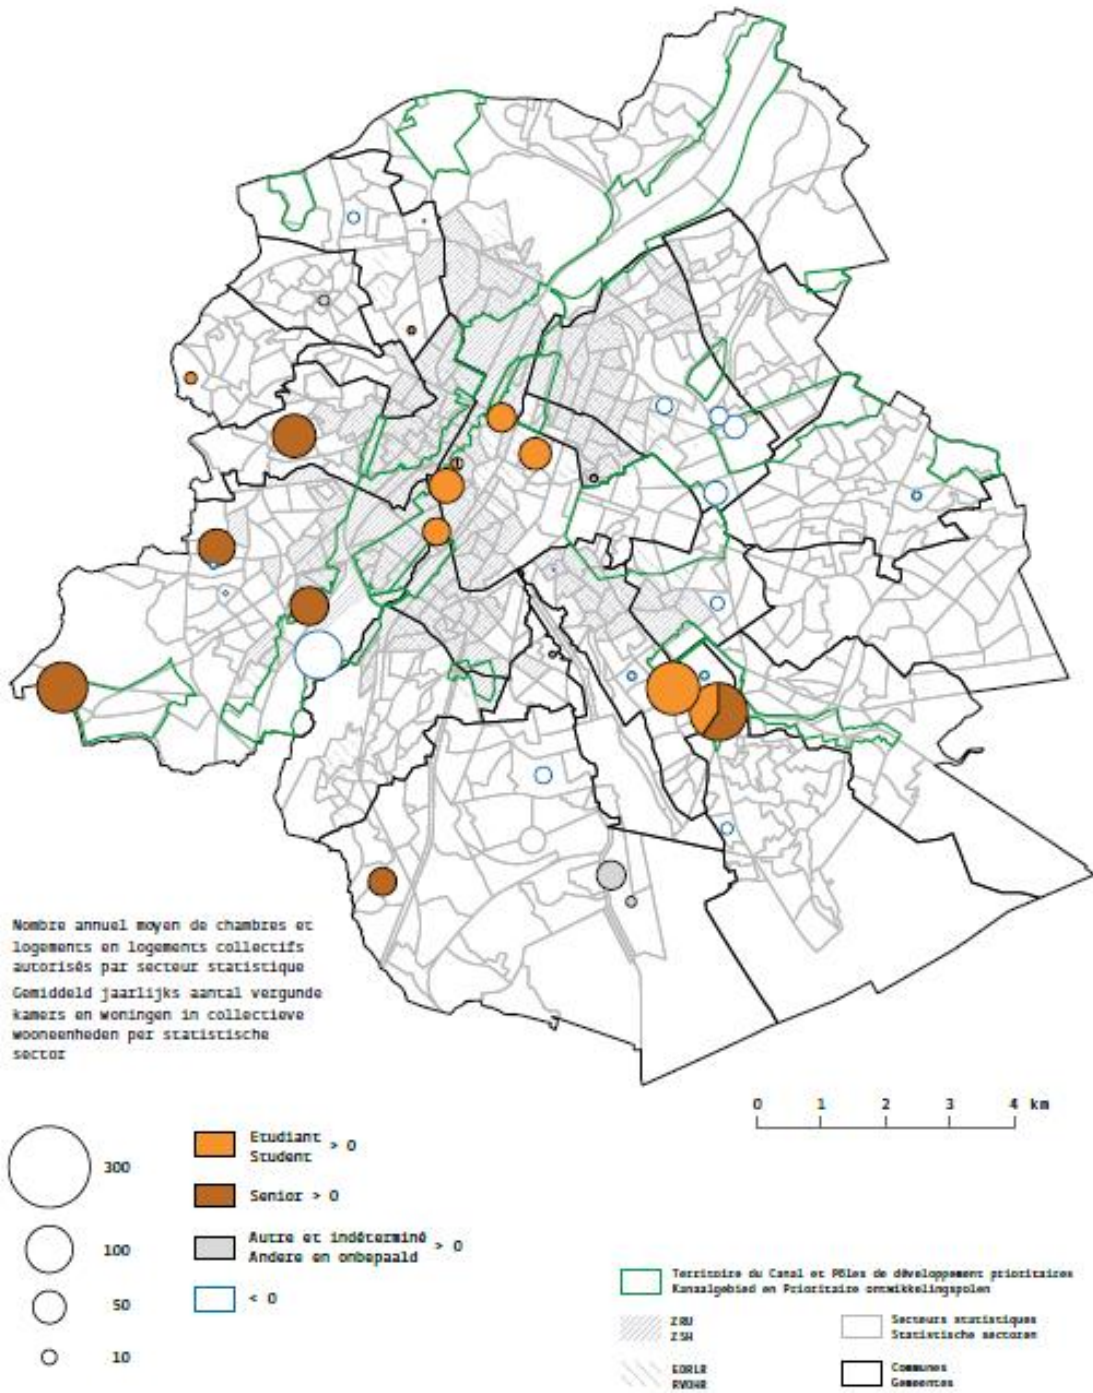 Nombre annuel moyen de chambres et
logements en logements collectifs
autorisés par secteur statistique
Gemiddeld jaarlijks aantal vergunde
kamers en woningen in collectieve
wooneenheden per statistische
sector
0 1 2 3 4 km
300
100
50
10
Etudiant
Student
> 0
Senior > 0
Autre et indéterminé
Andere en onbepaald
> 0
< 0
Territoire du Canal et Pôles de développement prioritaires
Kanaalgebied en Prioritaire ontwikkelingspolen
ZRU
ZSH
EDRLR
RVOHR
Secteurs statistiques
Statistische sectoren
Communes
Gemeentes